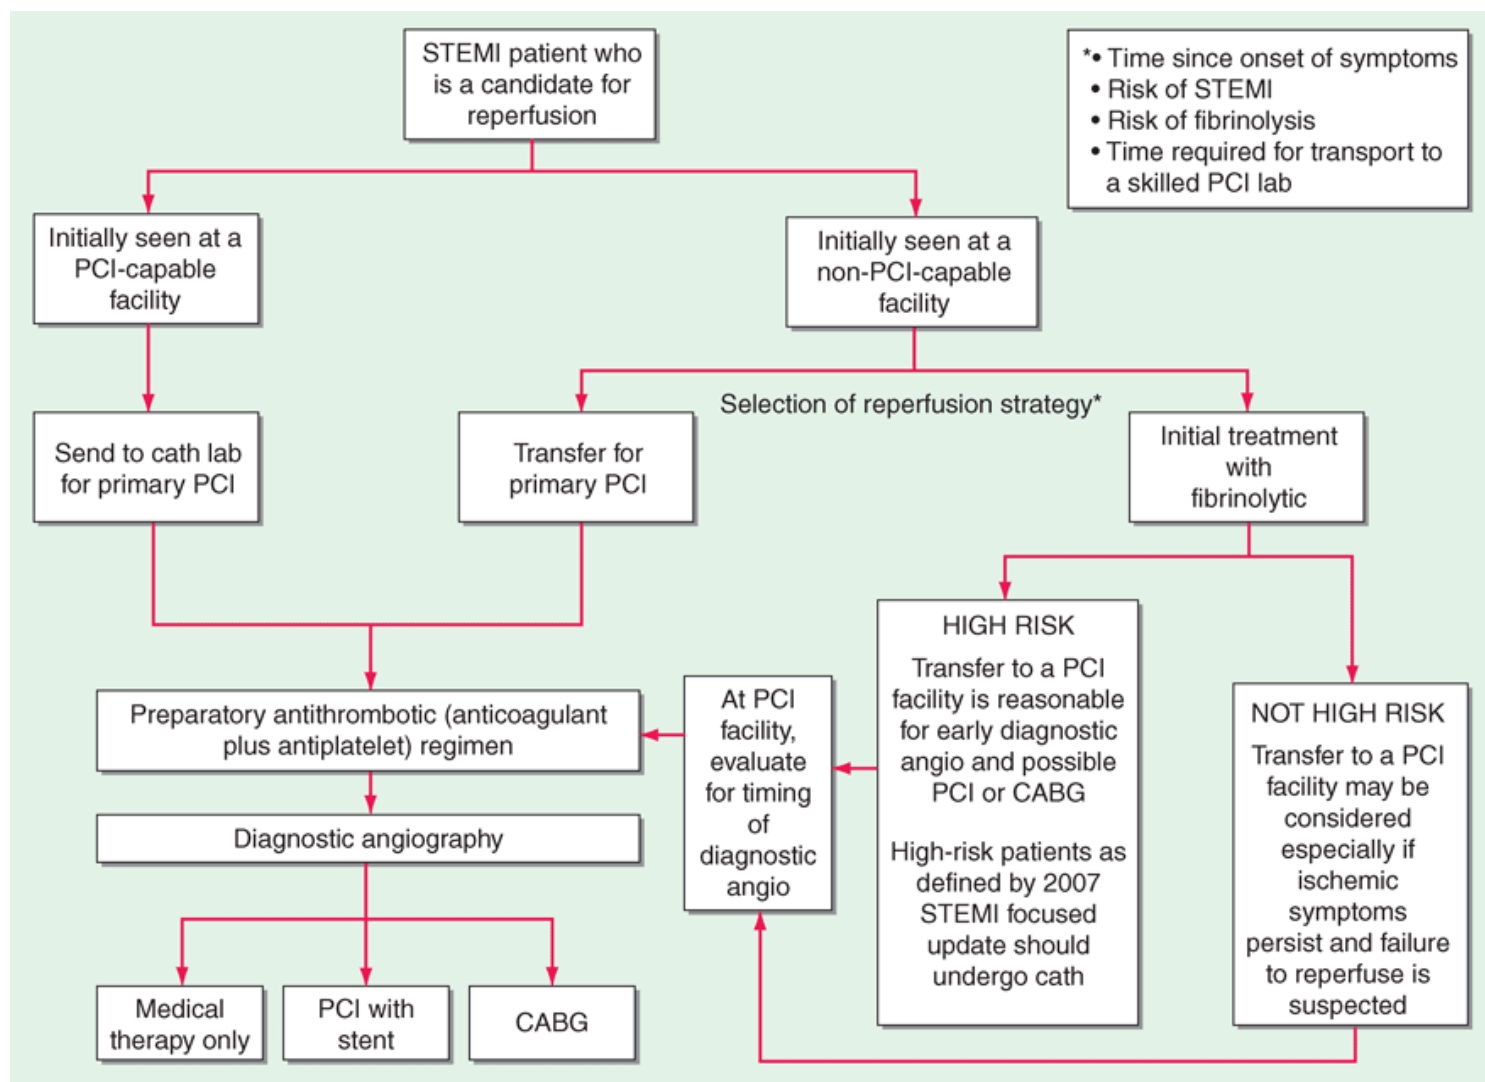 STEMI patient who
is a candidate for
reperfusion
*• Time since onset of symptoms
• Risk of STEMI
• Risk of fibrinolysis
• Time required for transport to
a skilled PCI lab
Initially seen at a
PCI-capable
facility
Initially seen at a
non-PCI-capable
facility
Selection of reperfusion strategy*
Send to cath lab
for primary PCI
Transfer for
primary PCI
Initial treatment
with
fibrinolytic
HIGH RISK
Transfer to a PCI
facility is reasonable
for early diagnostic
angio and possible
PCI or CABG
High-risk patients as
defined by 2007
STEMI focused
update should
undergo cath
NOT HIGH RISK
Transfer to a PCI
facility may be
considered
especially if
ischemic
symptoms
persist and failure
to reperfuse is
suspected
At PCI
facility,
evaluate
for timing
of
diagnostic
angio
Preparatory antithrombotic (anticoagulant
plus antiplatelet) regimen
Diagnostic angiography
Medical
therapy only
PCI with
stent
CABG